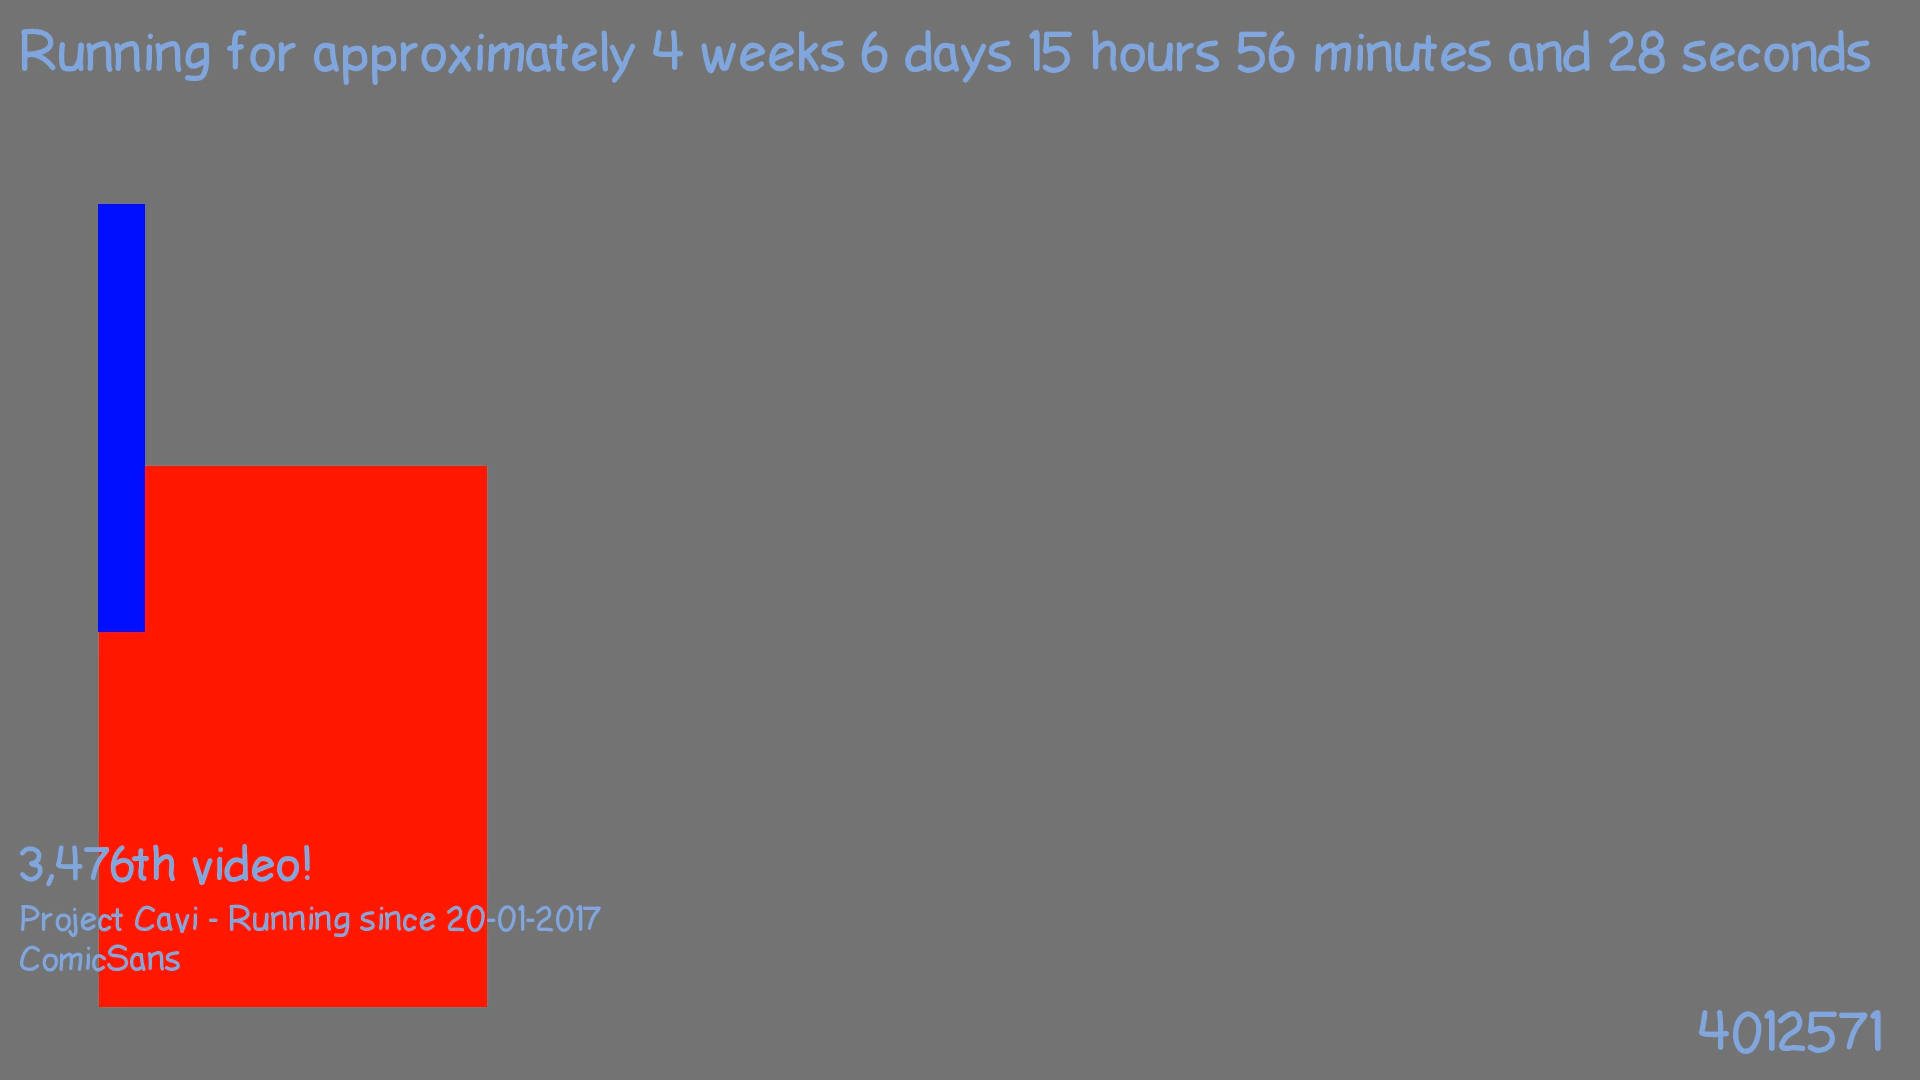 Running for approximately 4 weeks 6 days 15 hours 56 minutes and 28 seconds
3,476th video!
Project Cavi - Running since 20-01-2017
ComicSans
4012571